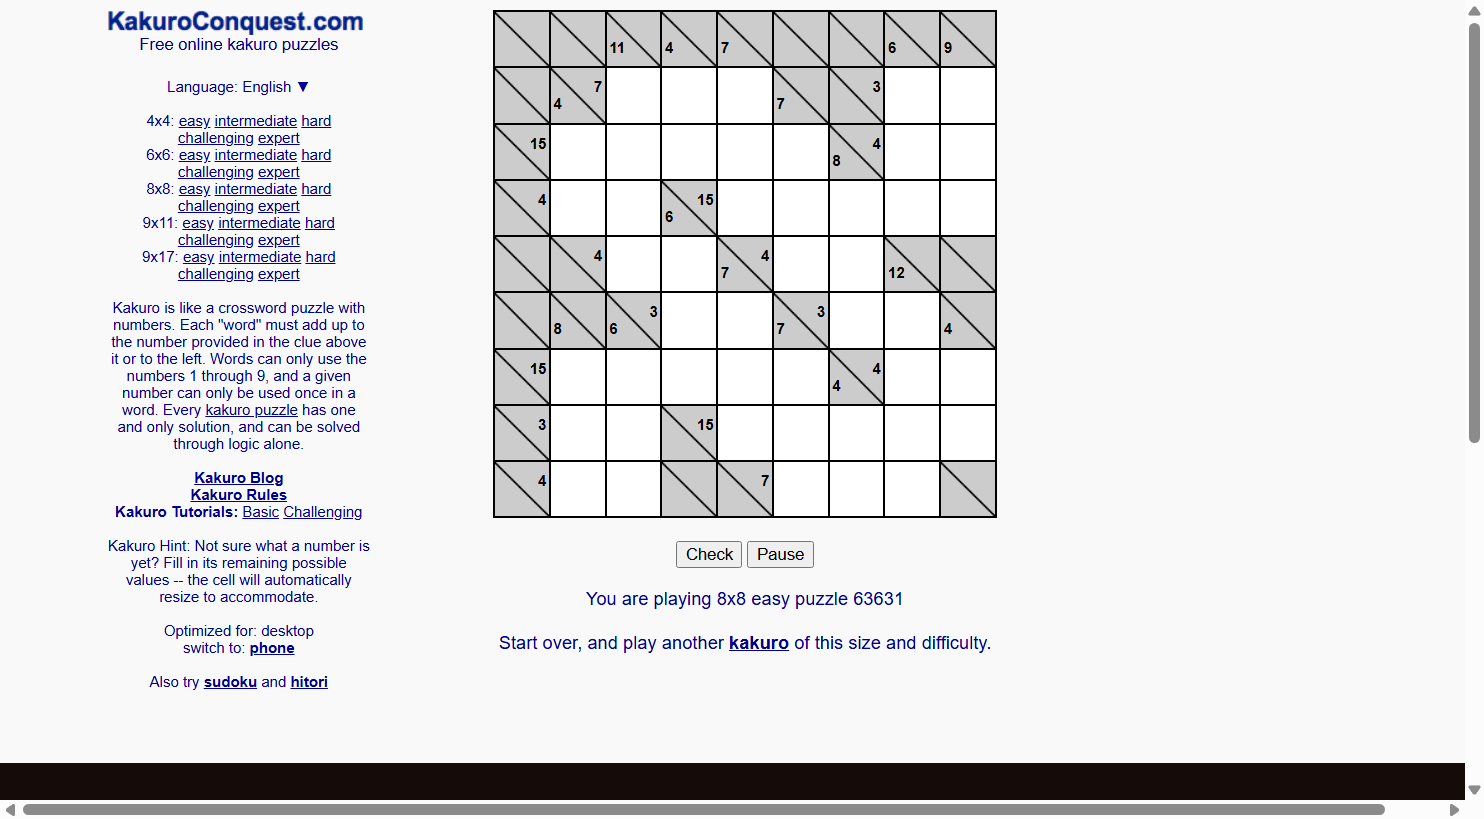 KakuroConquest.com
Free online kakuro puzzles
Language: English ▼
4x4: easy intermediate hard
challenging expert
6x6: easy intermediate hard
challenging expert
8x8: easy intermediate hard
challenging expert
9x11: easy intermediate hard
challenging expert
9x17: easy intermediate hard
challenging expert
Kakuro is like a crossword puzzle with
numbers. Each "word" must add up to
the number provided in the clue above
it or to the left. Words can only use the
numbers 1 through 9, and a given
number can only be used once in a
word. Every kakuro puzzle has one
and only solution, and can be solved
through logic alone.
Kakuro Blog
Kakuro Rules
Kakuro Tutorials: Basic Challenging
Kakuro Hint: Not sure what a number is
yet? Fill in its remaining possible
values -- the cell will automatically
resize to accommodate.
Optimized for: desktop
switch to: phone
Also try sudoku and hitori
11 4 7 6 9
4 7 7 3
15 8 4
4 6 15
4 7 4 12
8 6 3 7 3 4
15 4 4
3 15
4 7
Check Pause
You are playing 8x8 easy puzzle 63631
Start over, and play another kakuro of this size and difficulty.